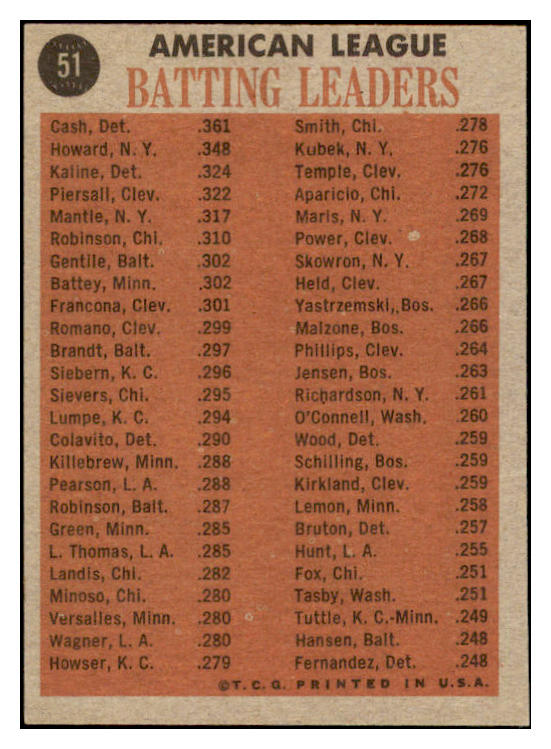 51
AMERICAN LEAGUE
BATTING LEADERS
Cash, Det. .361
Howard, N. Y. .348
Kaline, Det. .324
Piersall, Clev. .322
Mantle, N. Y. .317
Robinson, Chi. .310
Gentile, Balt. .302
Battey, Minn. .302
Francona, Clev. .301
Romano, Clev. .299
Brandt, Balt. .297
Siebern, K. C. .296
Sievers, Chi. .295
Lumpe, K. C. .294
Colavito, Det. .290
Killebrew, Minn. .288
Pearson, L. A. .288
Robinson, Balt. .287
Green, Minn. .285
L. Thomas, L. A. .285
Landis, Chi. .282
Minoso, Chi. .280
Versalles, Minn. .280
Wagner, L. A. .280
Howser, K. C. .279
Smith, Chi. .278
Kubek, N. Y. .276
Temple, Clev. .276
Aparicio, Chi. .272
Maris, N. Y. .269
Power, Clev. .268
Skowron, N. Y. .267
Held, Clev. .267
Yastrzemski, Bos. .266
Malzone, Bos. .266
Phillips, Clev. .264
Jensen, Bos. .263
Richardson, N. Y. .261
O'Connell, Wash. .260
Wood, Det. .259
Schilling, Bos. .259
Kirkland, Clev. .259
Lemon, Minn. .258
Bruton, Det. .257
Hunt, L. A. .255
Fox, Chi. .251
Tasby, Wash. .251
Tuttle, K. C.-Minn. .249
Hansen, Balt. .248
Fernandez, Det. .248
©T.C.G. PRINTED IN U.S.A.